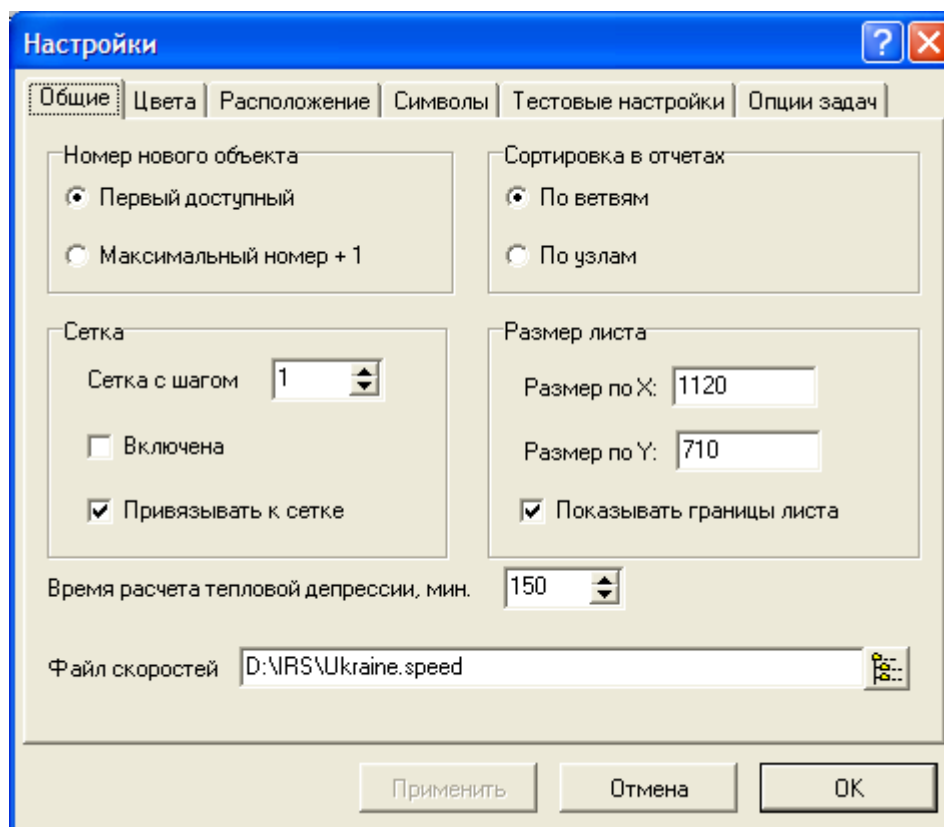 Настройки
Общие Цвета Расположение Символы Тестовые настройки Опции задач
Номер нового объекта
Первый доступный
Максимальный номер + 1
Сортировка в отчетах
По ветвям
По узлам
Сетка
Сетка с шагом 1
Включена
Привязывать к сетке
Размер листа
Размер по X: 1120
Размер по Y: 710
Показывать границы листа
Время расчета тепловой депрессии, мин. 150
Файл скоростей D:\IRS\Ukraine.speed
Применить Отмена OK